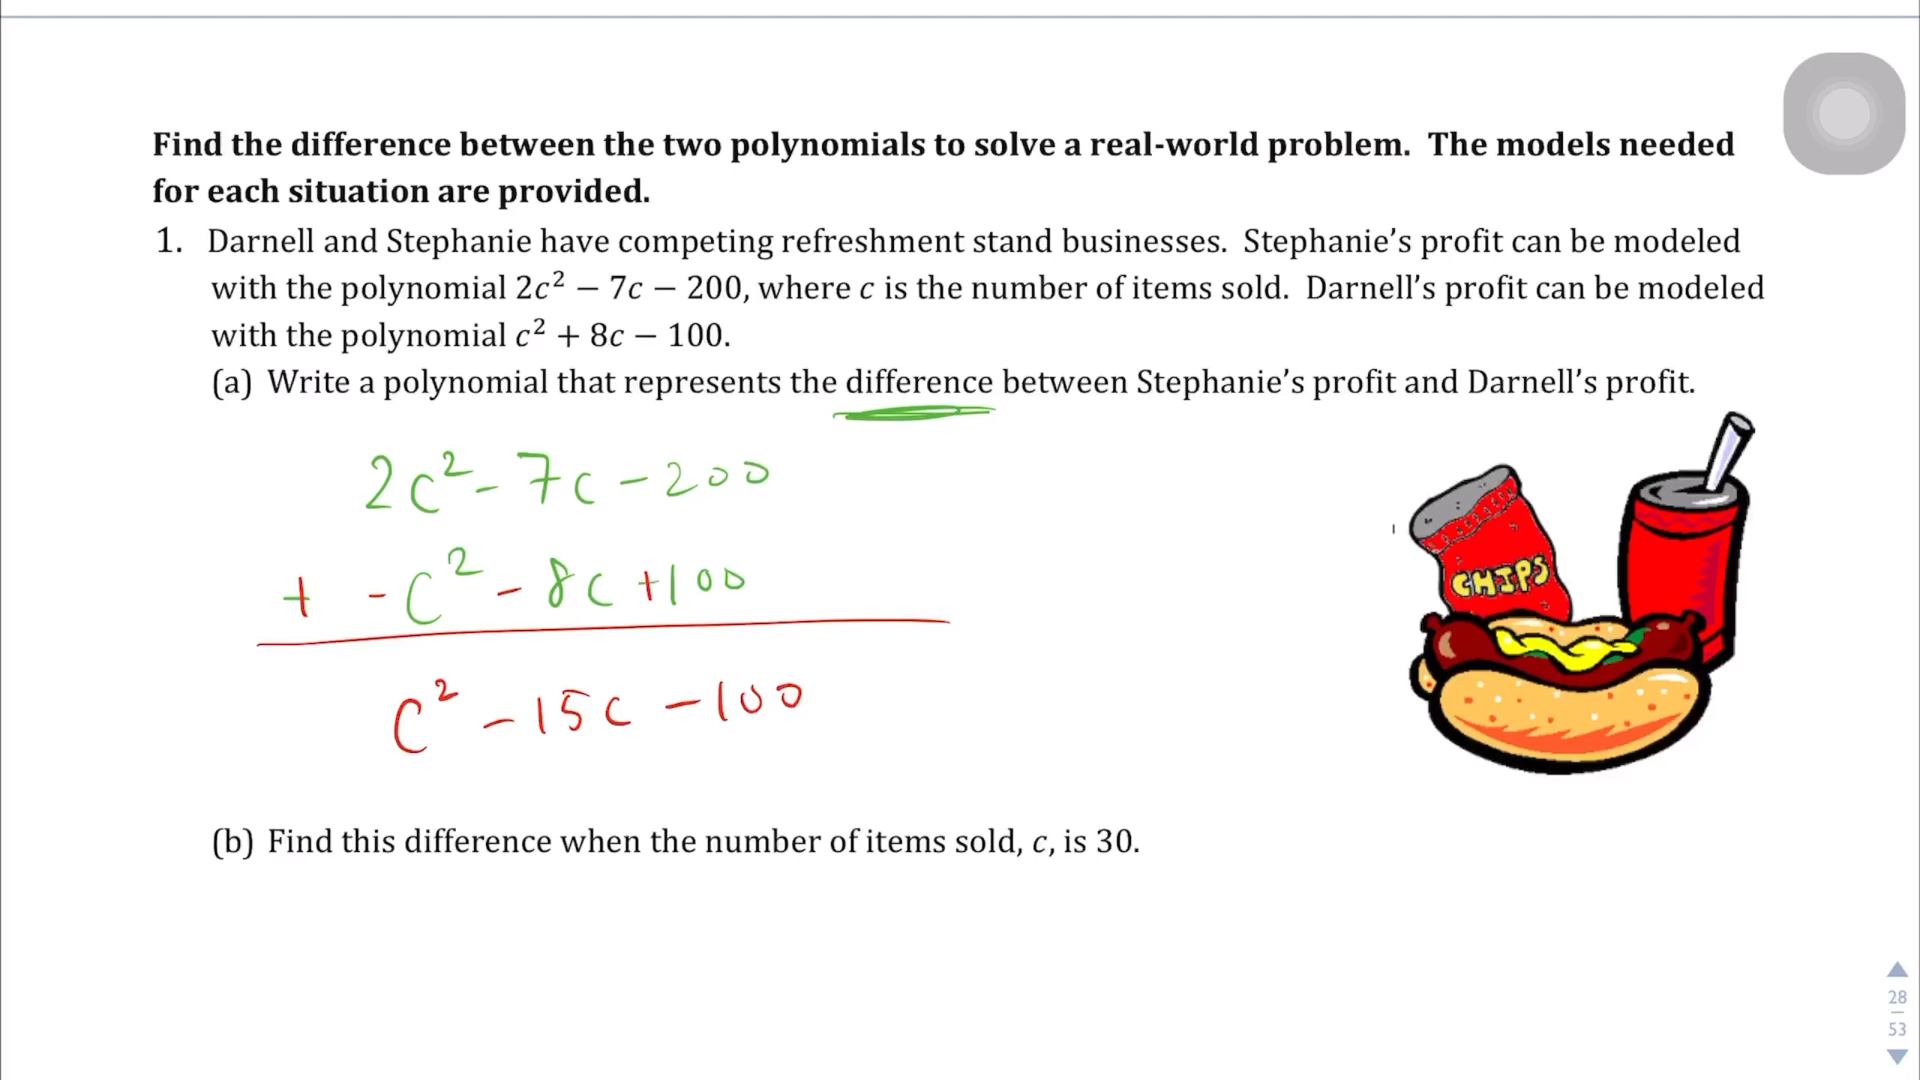 Find the difference between the two polynomials to solve a real-world problem. The models needed
for each situation are provided.
1. Darnell and Stephanie have competing refreshment stand businesses. Stephanie’s profit can be modeled
with the polynomial 2c² − 7c − 200, where c is the number of items sold. Darnell’s profit can be modeled
with the polynomial c² + 8c − 100.
(a) Write a polynomial that represents the difference between Stephanie’s profit and Darnell’s profit.
2c² - 7c - 200
+ - c² - 8c + 100
c² - 15c - 100
CHIPS
(b) Find this difference when the number of items sold, c, is 30.
28
53